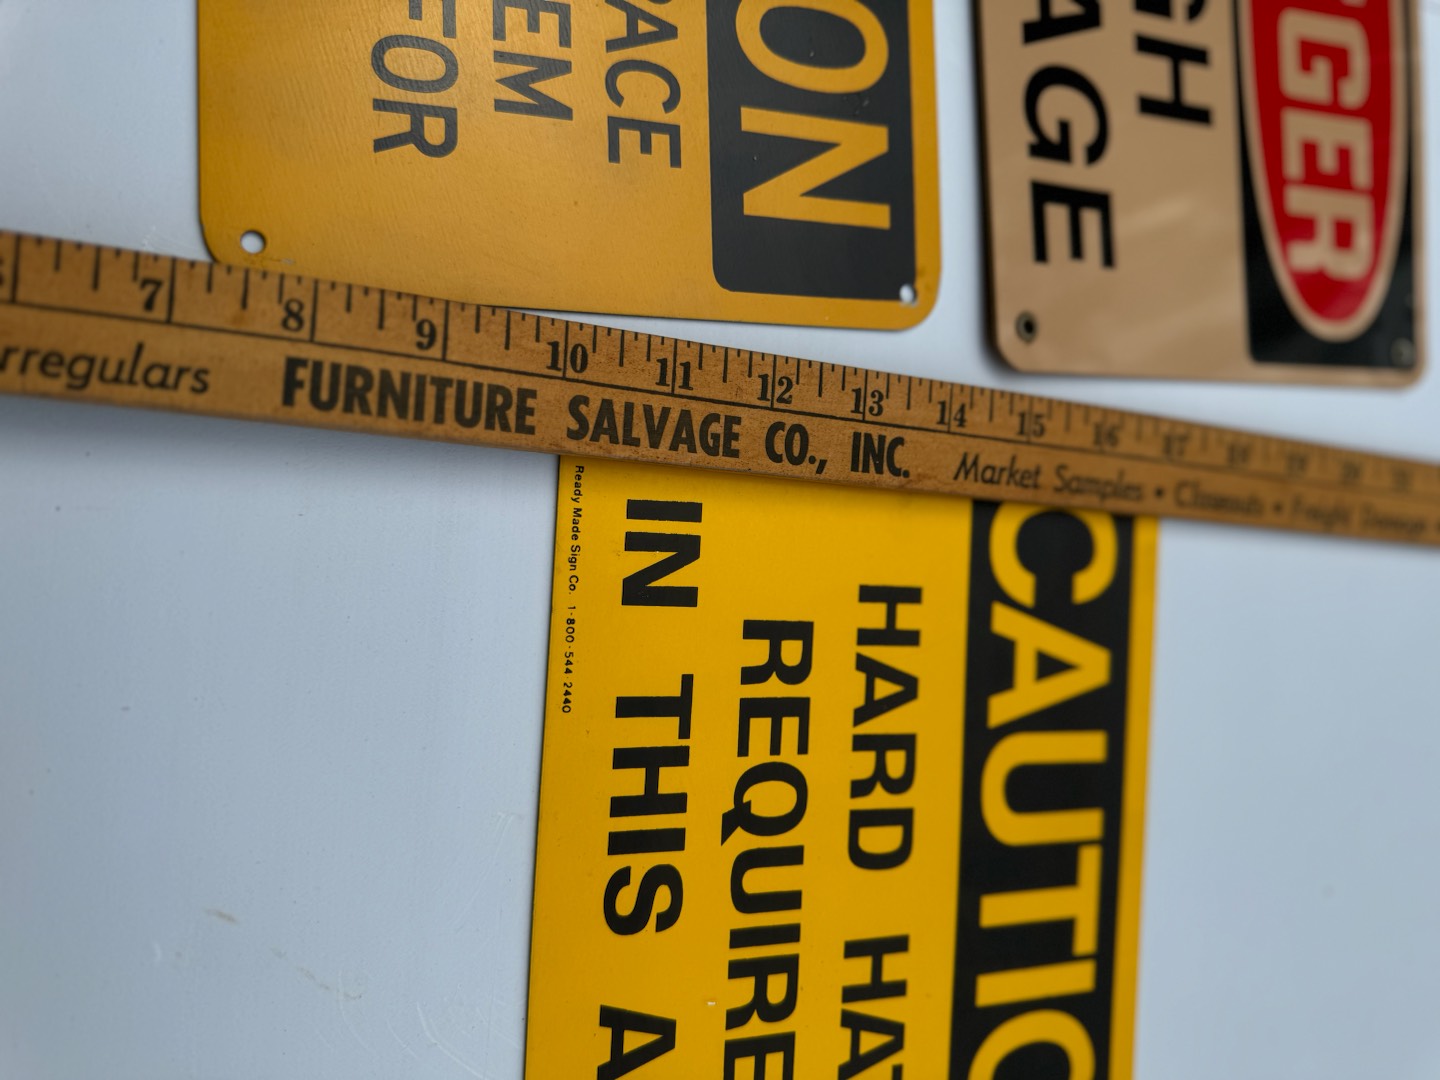 ON
ACE
EM
FOR
GER
GH
AGE
7 8 9 10 11 12 13 14 15 16 17
rregulars FURNITURE SALVAGE CO., INC. Market Samples • Closeouts • Freight
CAUTIO
HARD HAT
REQUIRE
IN THIS A
Ready Made Sign Co. 1-800-544-2440